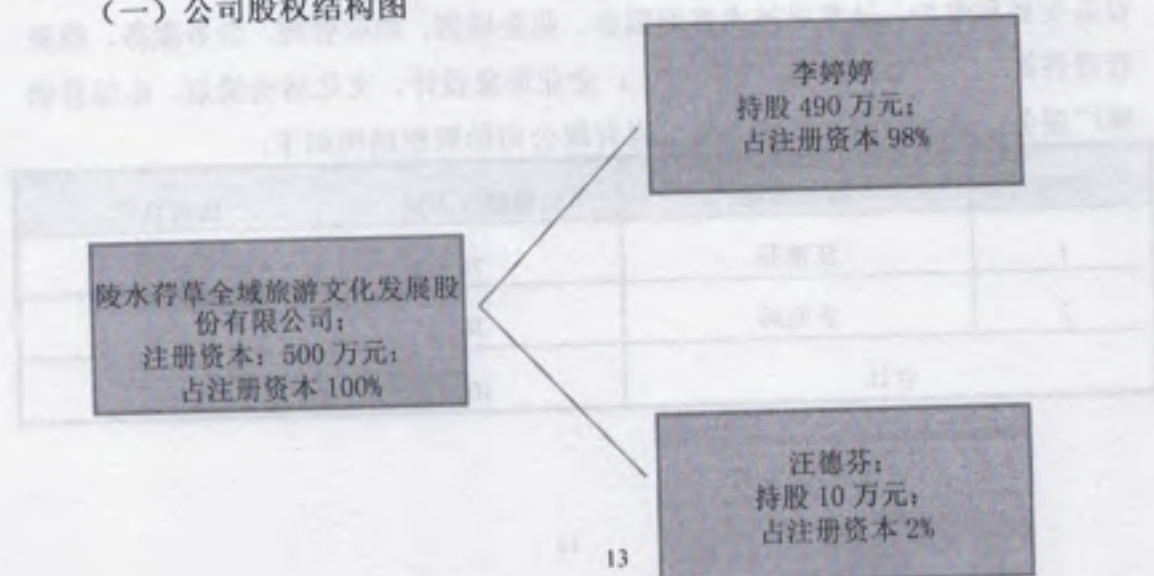 （一）公司股权结构图
李婷婷
持股 490 万元；
占注册资本 98%
陵水荐草全域旅游文化发展股
份有限公司；
注册资本：500 万元；
占注册资本 100%
汪德芬；
持股 10 万元；
占注册资本 2%
13